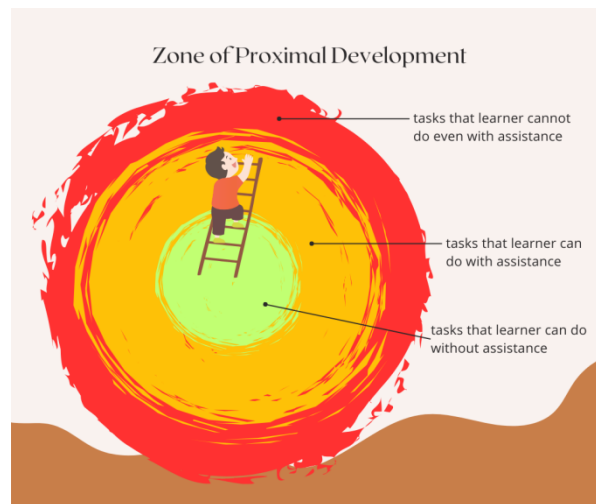 Zone of Proximal Development
tasks that learner cannot
do even with assistance
tasks that learner can
do with assistance
tasks that learner can do
without assistance